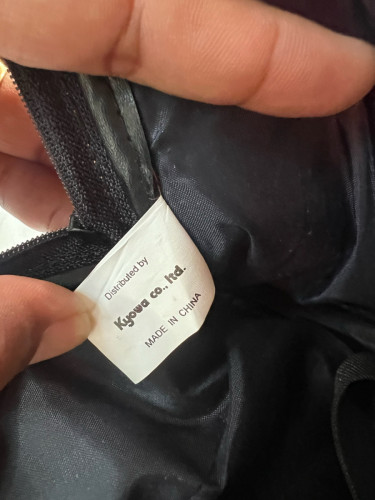 Distributed by
Kyowa co., ltd.
MADE IN CHINA